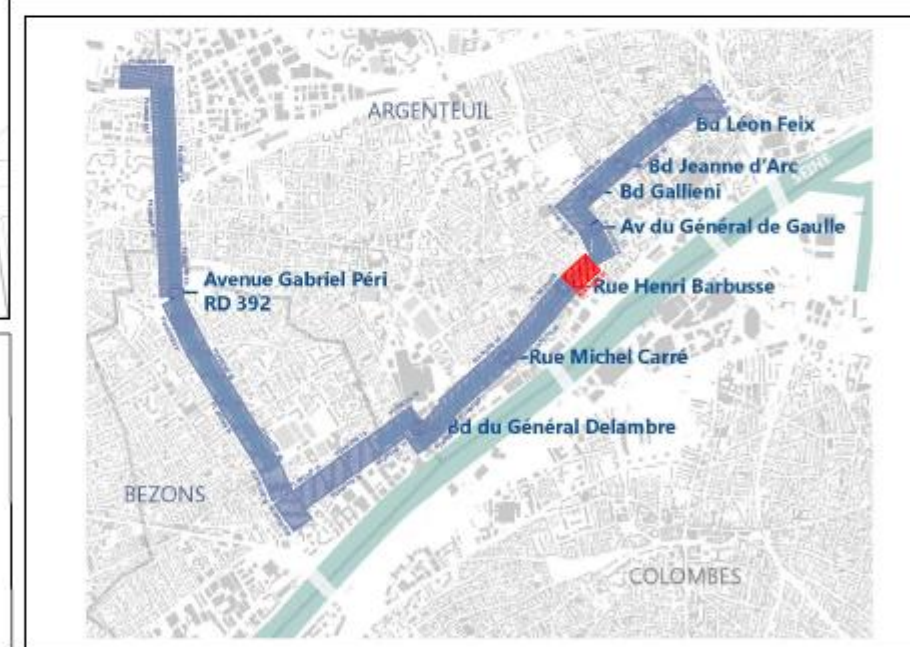 ARGENTEUIL
Bd Léon Feix
Bd Jeanne d'Arc
SEINE
Bd Gallieni
Av du Général de Gaulle
Avenue Gabriel Péri
RD 392
Rue Henri Barbusse
Rue Michel Carré
Bd du Général Delambre
BEZONS
COLOMBES